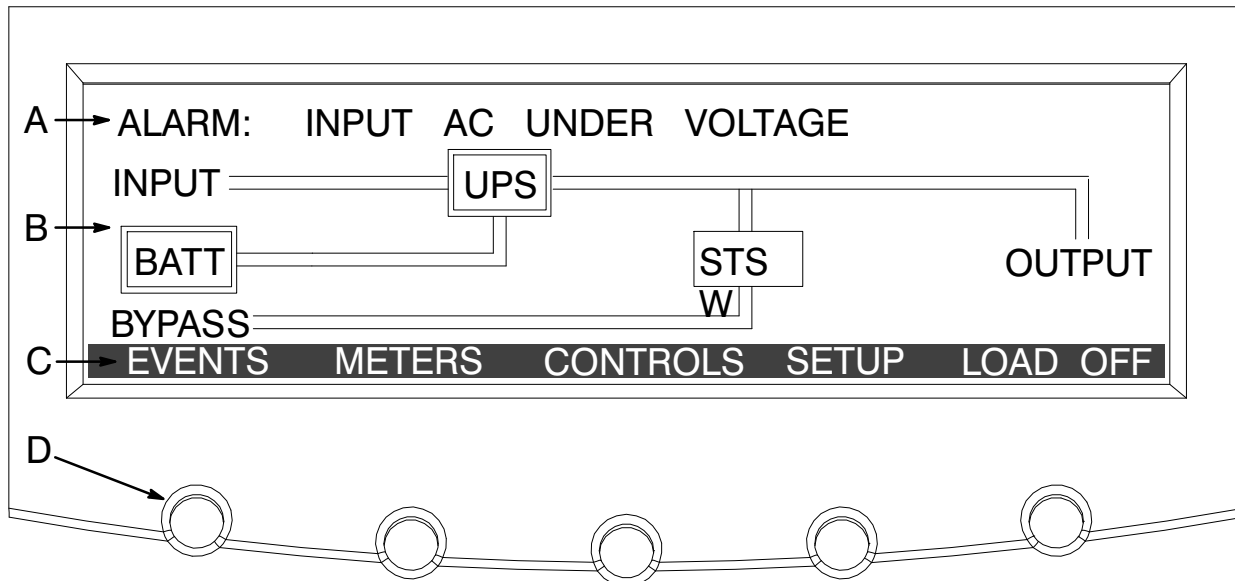 A ALARM: INPUT AC UNDER VOLTAGE
INPUT UPS
B
BATT STS OUTPUT
W
BYPASS
C EVENTS METERS CONTROLS SETUP LOAD OFF
D